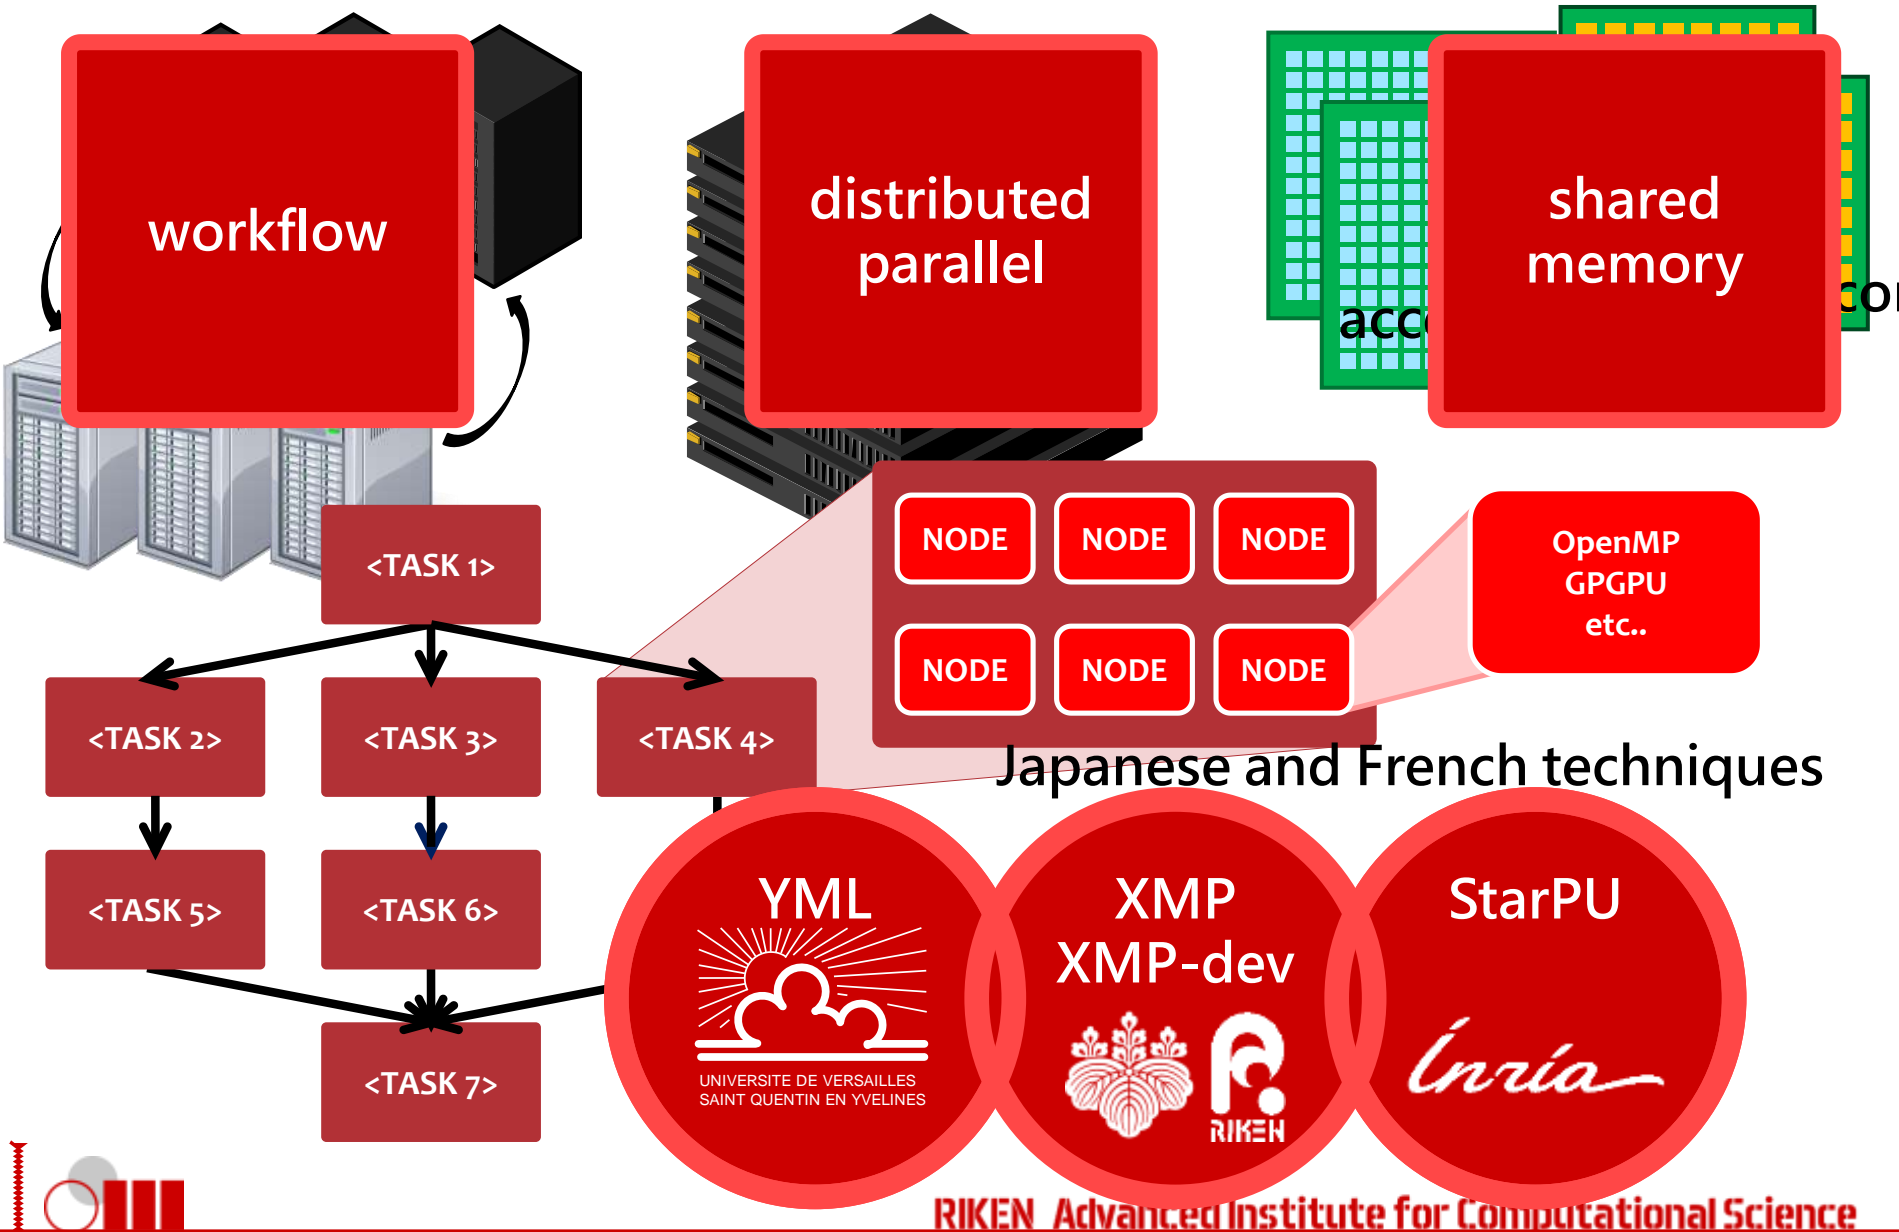 workflow
distributed
parallel
shared
memory
NODE NODE NODE
NODE NODE NODE
OpenMP
GPGPU
etc..
<TASK 1>
<TASK 2> <TASK 3> <TASK 4>
<TASK 5> <TASK 6>
<TASK 7>
Japanese and French techniques
YML
UNIVERSITE DE VERSAILLES
SAINT QUENTIN EN YVELINES
XMP
XMP-dev
RIKEN
StarPU
Inria
RIKEN Advanced Institute for Computational Science